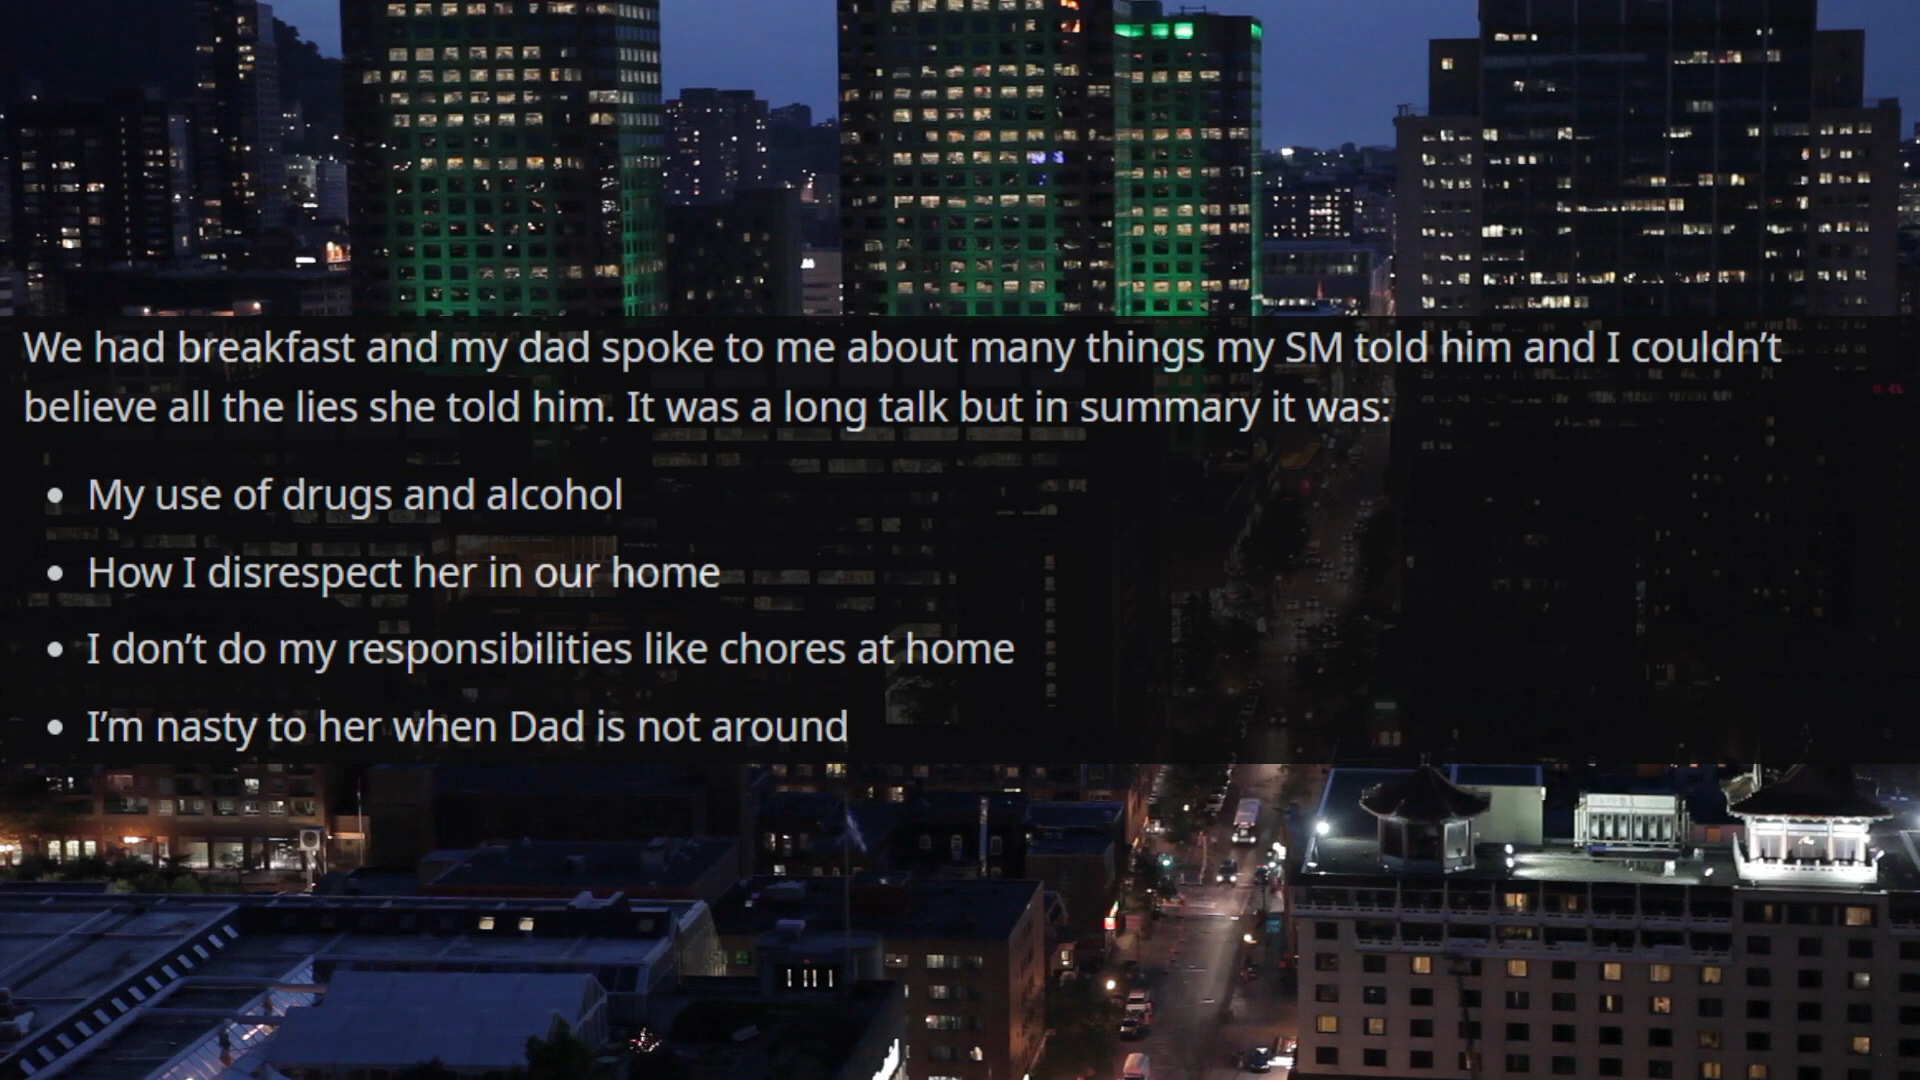 We had breakfast and my dad spoke to me about many things my SM told him and I couldn’t
believe all the lies she told him. It was a long talk but in summary it was:
• My use of drugs and alcohol
• How I disrespect her in our home
• I don’t do my responsibilities like chores at home
• I’m nasty to her when Dad is not around